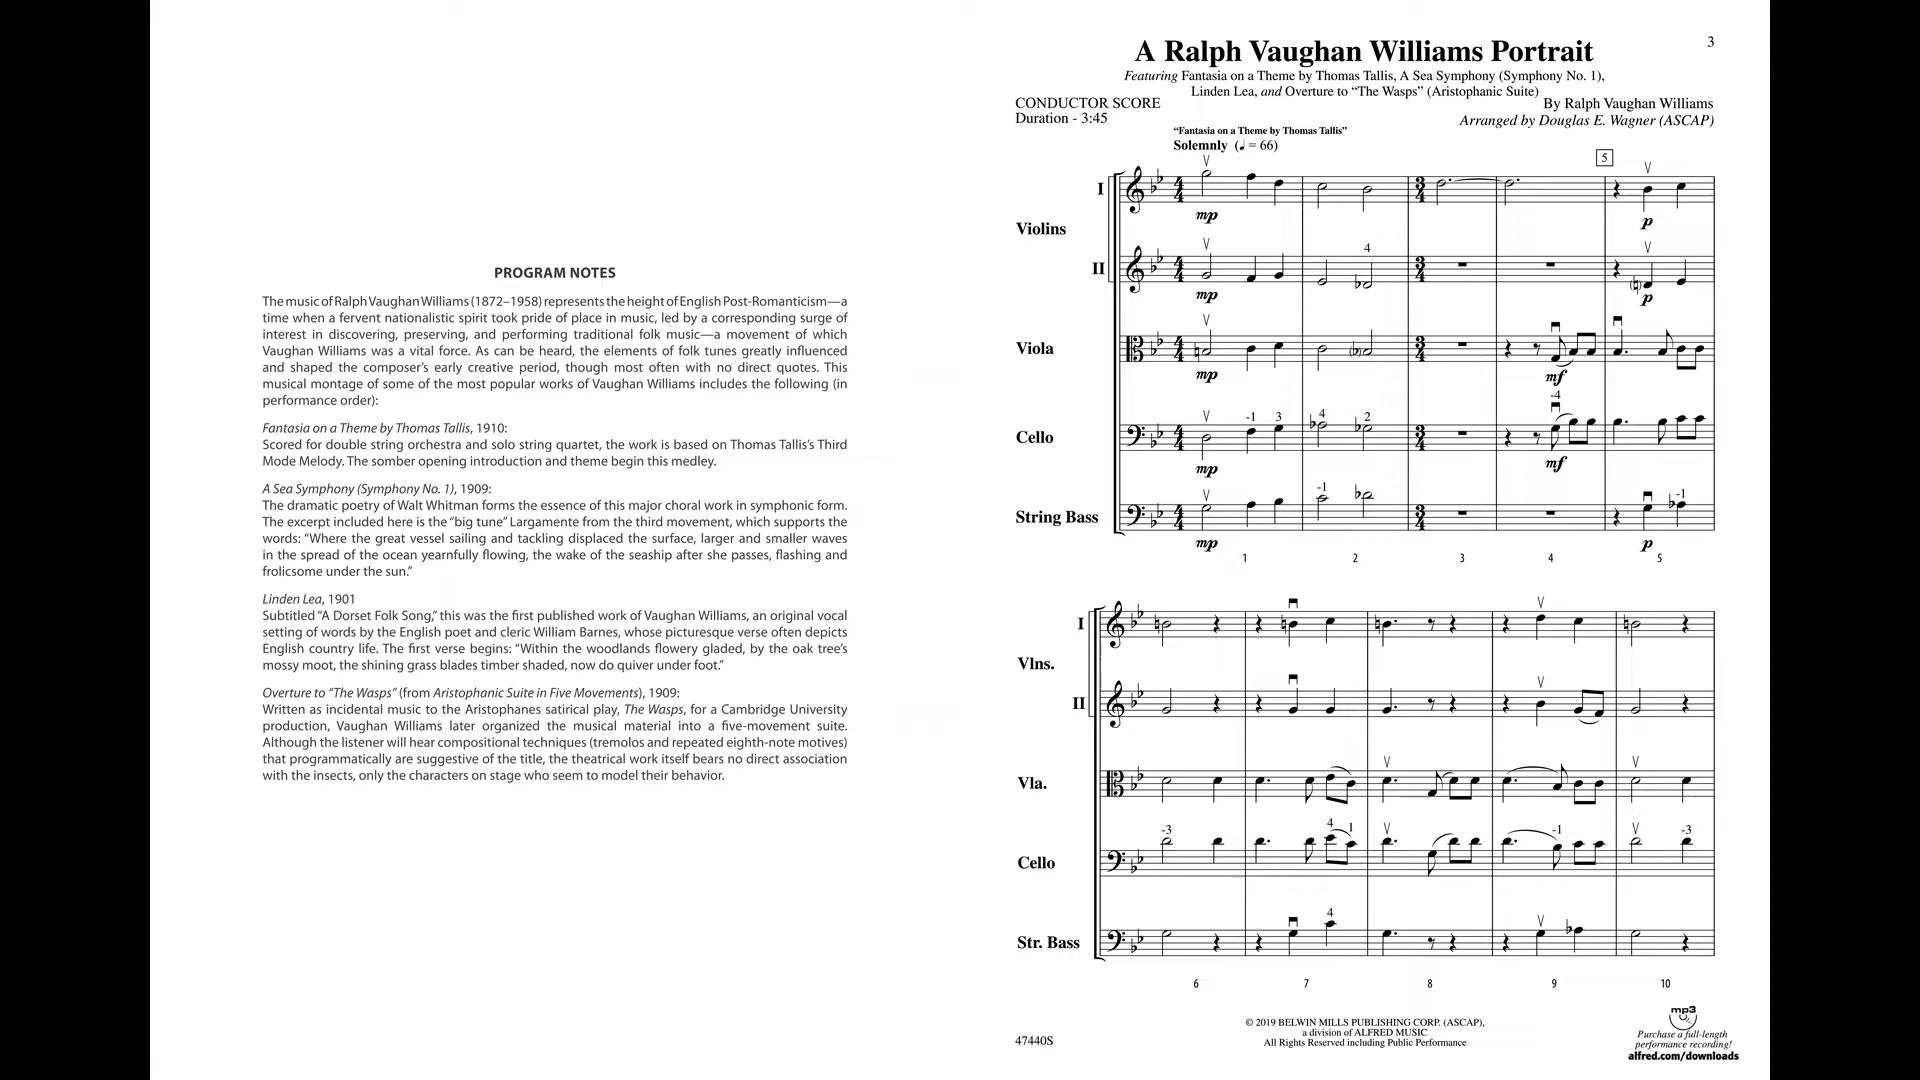 PROGRAM NOTES
The music of Ralph Vaughan Williams (1872–1958) represents the height of English Post-Romanticism—a
time when a fervent nationalistic spirit took pride of place in music, led by a corresponding surge of
interest in discovering, preserving, and performing traditional folk music—a movement of which
Vaughan Williams was a vital force. As can be heard, the elements of folk tunes greatly influenced
and shaped the composer's early creative period, though most often with no direct quotes. This
musical montage of some of the most popular works of Vaughan Williams includes the following (in
performance order):
Fantasia on a Theme by Thomas Tallis, 1910:
Scored for double string orchestra and solo string quartet, the work is based on Thomas Tallis's Third
Mode Melody. The somber opening introduction and theme begin this medley.
A Sea Symphony (Symphony No. 1), 1909:
The dramatic poetry of Walt Whitman forms the essence of this major choral work in symphonic form.
The excerpt included here is the “big tune” Largamente from the third movement, which supports the
words: “Where the great vessel sailing and tackling displaced the surface, larger and smaller waves
in the spread of the ocean yearnfully flowing, the wake of the seaship after she passes, flashing and
frolicsome under the sun.”
Linden Lea, 1901
Subtitled “A Dorset Folk Song,” this was the first published work of Vaughan Williams, an original vocal
setting of words by the English poet and cleric William Barnes, whose picturesque verse often depicts
English country life. The first verse begins: “Within the woodlands flowery gladed, by the oak tree's
mossy moot, the shining grass blades timber shaded, now do quiver under foot.”
Overture to “The Wasps” (from Aristophanic Suite in Five Movements), 1909:
Written as incidental music to the Aristophanes satirical play, The Wasps, for a Cambridge University
production, Vaughan Williams later organized the musical material into a five-movement suite.
Although the listener will hear compositional techniques (tremolos and repeated eighth-note motives)
that programmatically are suggestive of the title, the theatrical work itself bears no direct association
with the insects, only the characters on stage who seem to model their behavior.
3
A Ralph Vaughan Williams Portrait
Featuring Fantasia on a Theme by Thomas Tallis, A Sea Symphony (Symphony No. 1),
Linden Lea, and Overture to “The Wasps” (Aristophanic Suite)
CONDUCTOR SCORE
Duration - 3:45
By Ralph Vaughan Williams
Arranged by Douglas E. Wagner (ASCAP)
“Fantasia on a Theme by Thomas Tallis”
Solemnly (♩ = 66)
5
I
mp
p
Violins
4
II
mp
p
Viola
mp
mf
-4
-1 3 4 2
Cello
mp
mf
-1
-1
String Bass
mp
p
1 2 3 4 5
I
Vlns.
II
Vla.
-3 4 1 -1 -3
Cello
4
Str. Bass
6 7 8 9 10
© 2019 BELWIN MILLS PUBLISHING CORP. (ASCAP),
a division of ALFRED MUSIC
All Rights Reserved including Public Performance
47440S
mp3
Purchase a full-length
performance recording!
alfred.com/downloads